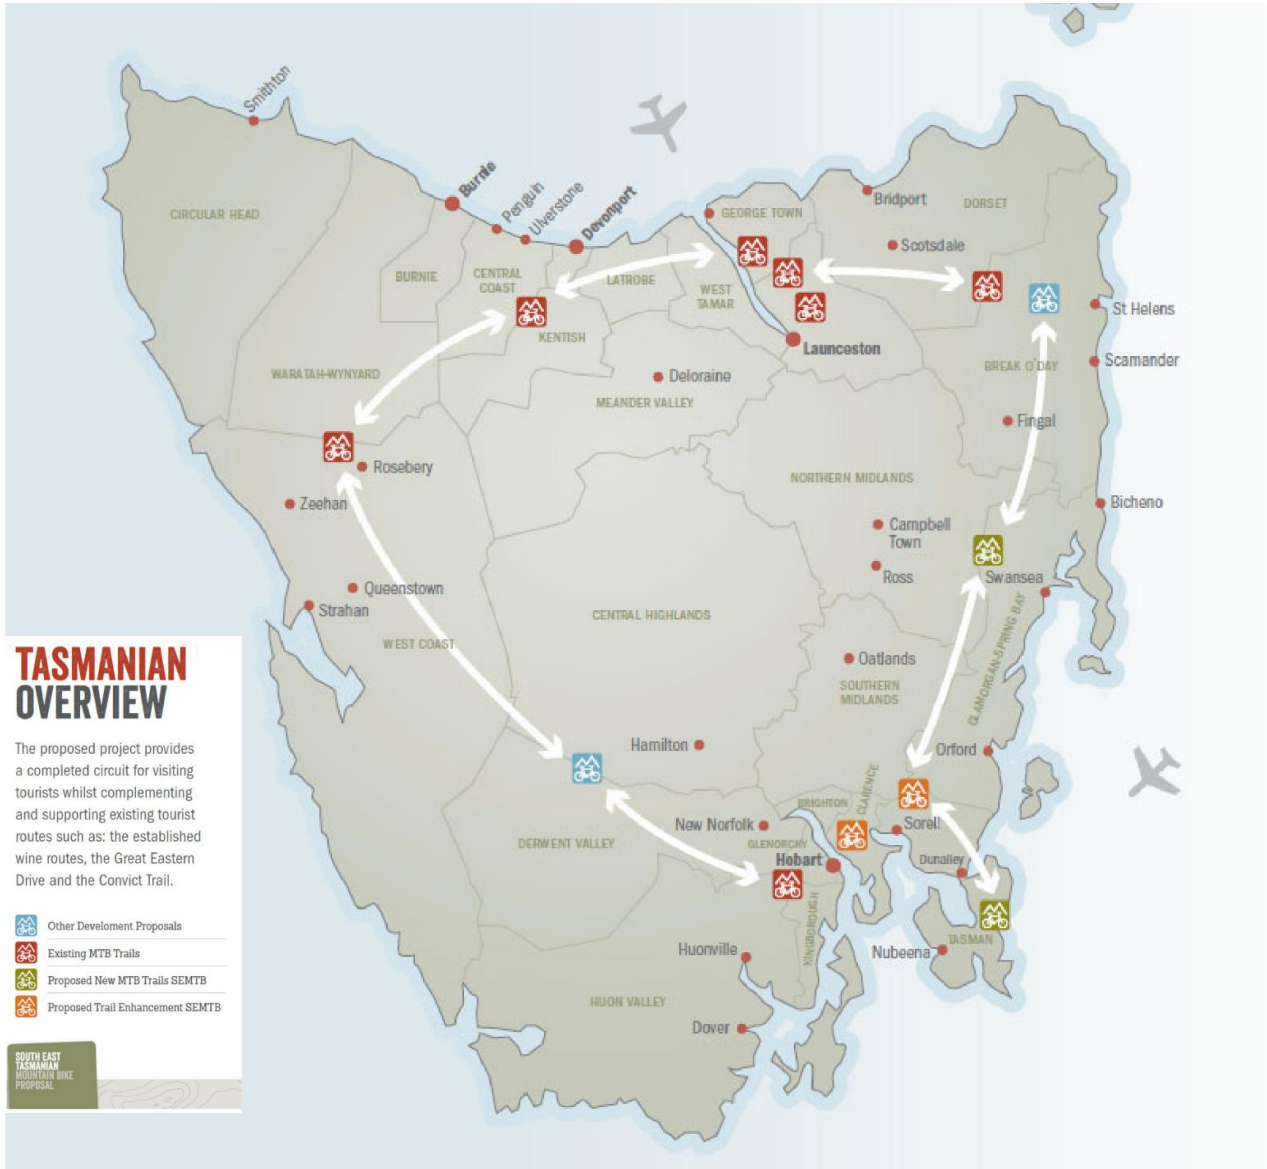 Smithton
Burnie
Penguin
Ulverstone
Devonport
CIRCULAR HEAD
GEORGE TOWN
Bridport
DORSET
Scotsdale
BURNIE
CENTRAL
COAST
LATROBE
WEST
TAMAR
KENTISH
St Helens
Launceston
Scamander
WARATAH-WYNYARD
Deloraine
BREAK O'DAY
MEANDER VALLEY
Fingal
Rosebery
NORTHERN MIDLANDS
Zeehan
Bicheno
Campbell
Town
Ross
Swansea
Queenstown
Strahan
CENTRAL HIGHLANDS
GLAMORGAN-SPRING BAY
WEST COAST
Oatlands
SOUTHERN
MIDLANDS
Hamilton
Orford
CLARENCE
BRIGHTON
New Norfolk
Sorell
DERWENT VALLEY
GLENORCHY
Hobart
Dunalley
KINGBOROUGH
TASMAN
Huonville
Nubeena
HUON VALLEY
Dover
TASMANIAN
OVERVIEW
The proposed project provides
a completed circuit for visiting
tourists whilst complementing
and supporting existing tourist
routes such as: the established
wine routes, the Great Eastern
Drive and the Convict Trail.
Other Develoment Proposals
Existing MTB Trails
Proposed New MTB Trails SEMTB
Proposed Trail Enhancement SEMTB
SOUTH EAST
TASMANIAN
MOUNTAIN BIKE
PROPOSAL